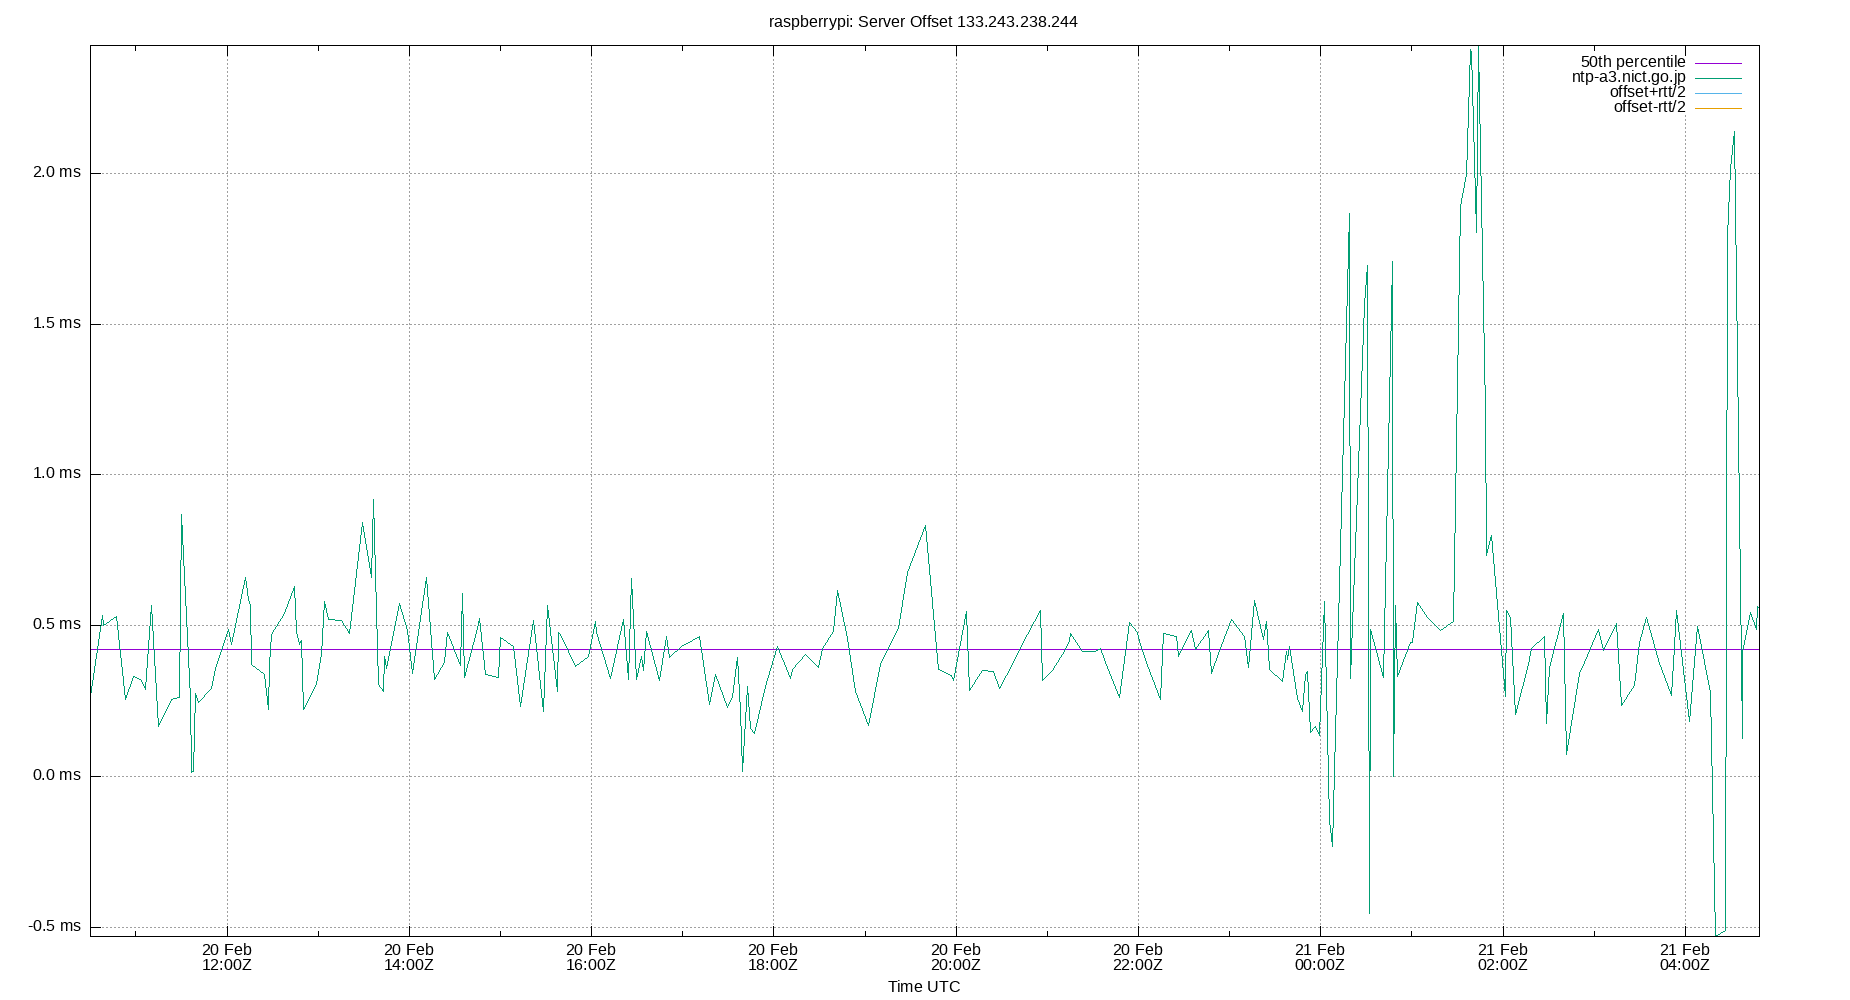 raspberrypi: Server Offset 133.243.238.244
50th percentile
ntp-a3.nict.go.jp
offset+rtt/2
offset-rtt/2
2.0 ms
1.5 ms
1.0 ms
0.5 ms
0.0 ms
-0.5 ms
20 Feb 20 Feb 20 Feb 20 Feb 20 Feb 20 Feb 21 Feb 21 Feb 21 Feb
12:00Z 14:00Z 16:00Z 18:00Z 20:00Z 22:00Z 00:00Z 02:00Z 04:00Z
Time UTC